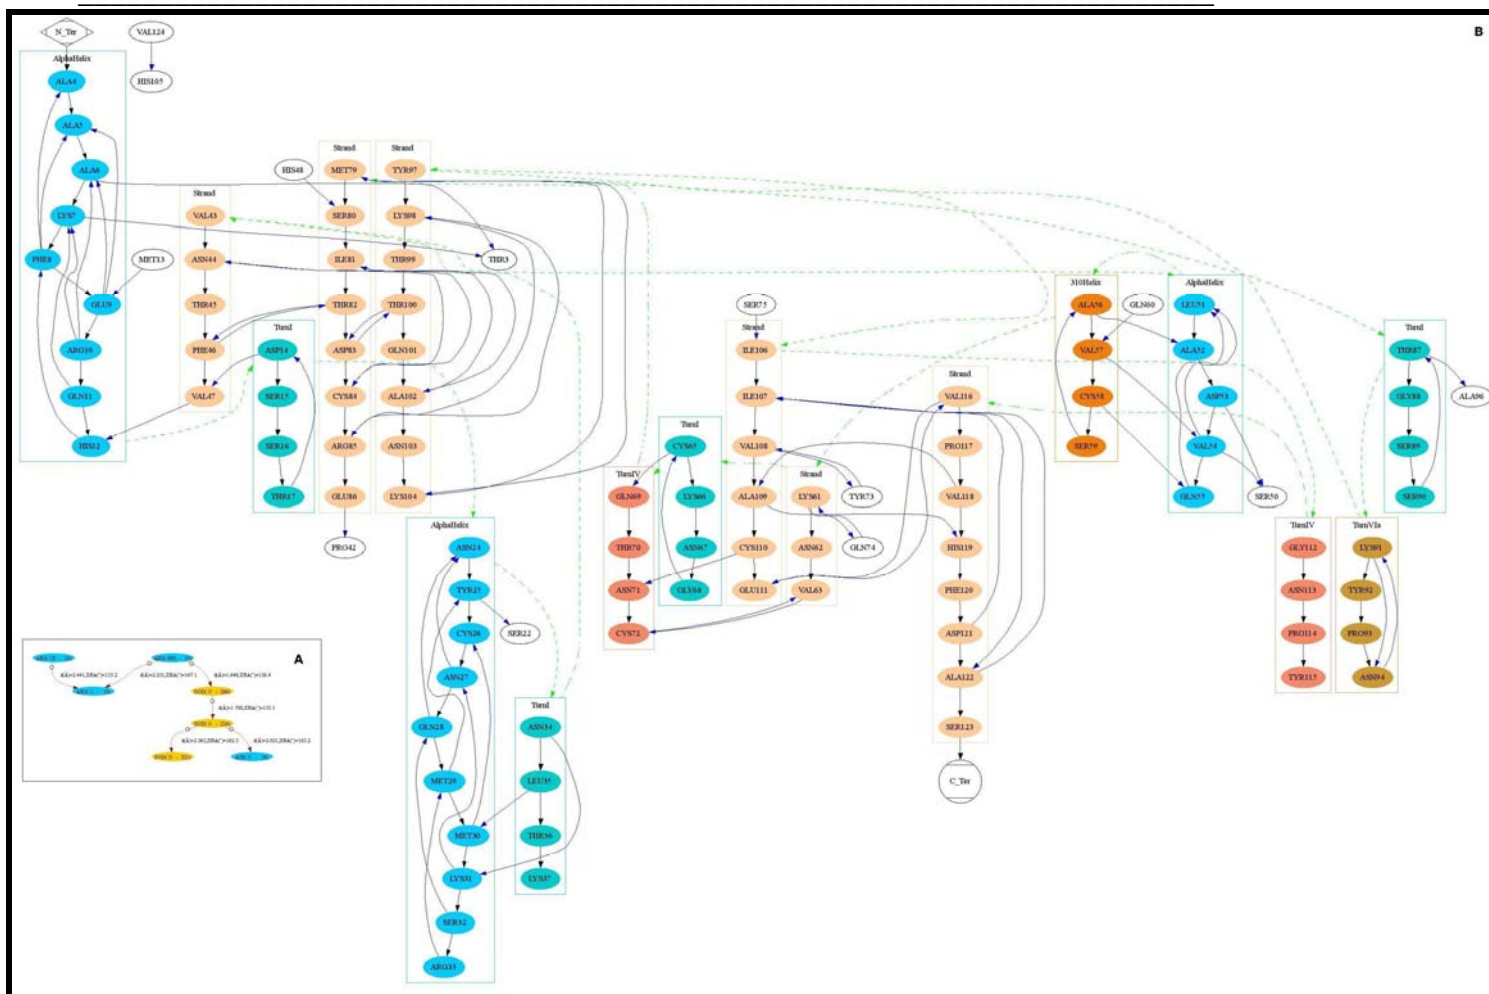 B
N_Ter
VAL124
HIS105
AlphaHelix
ALA4
ALA5
ALA6
LYS7
PHE8
GLU9
ARG10
GLN11
HIS12
MET13
Strand
VAL43
ASN44
THR45
PHE46
VAL47
TurnI
ASP14
SER15
SER16
THR17
HIS48
Strand
MET79
SER80
ILE81
THR82
ASP83
CYS84
ARG85
GLU86
PRO42
Strand
TYR97
LYS98
THR99
THR100
GLN101
ALA102
ASN103
LYS104
THR3
AlphaHelix
ASN24
TYR25
CYS26
ASN27
GLN28
MET29
MET30
LYS31
SER32
ARG33
SER22
TurnI
ASN34
LEU35
THR36
LYS37
TurnIV
GLN69
THR70
ASN71
CYS72
TurnI
CYS65
LYS66
ASN67
GLY68
SER75
Strand
ILE106
ILE107
VAL108
ALA109
CYS110
GLU111
Strand
LYS61
ASN62
VAL63
TYR73
GLN74
Strand
VAL116
PRO117
VAL118
HIS119
PHE120
ASP121
ALA122
SER123
C_Ter
310Helix
ALA56
VAL57
CYS58
SER59
GLN60
AlphaHelix
LEU51
ALA52
ASP53
VAL54
GLN55
SER50
TurnIV
GLY112
ASN113
PRO114
TYR115
TurnVIa
LYS91
TYR92
PRO93
ASN94
TurnI
THR87
GLY88
SER89
SER90
ALA96
A